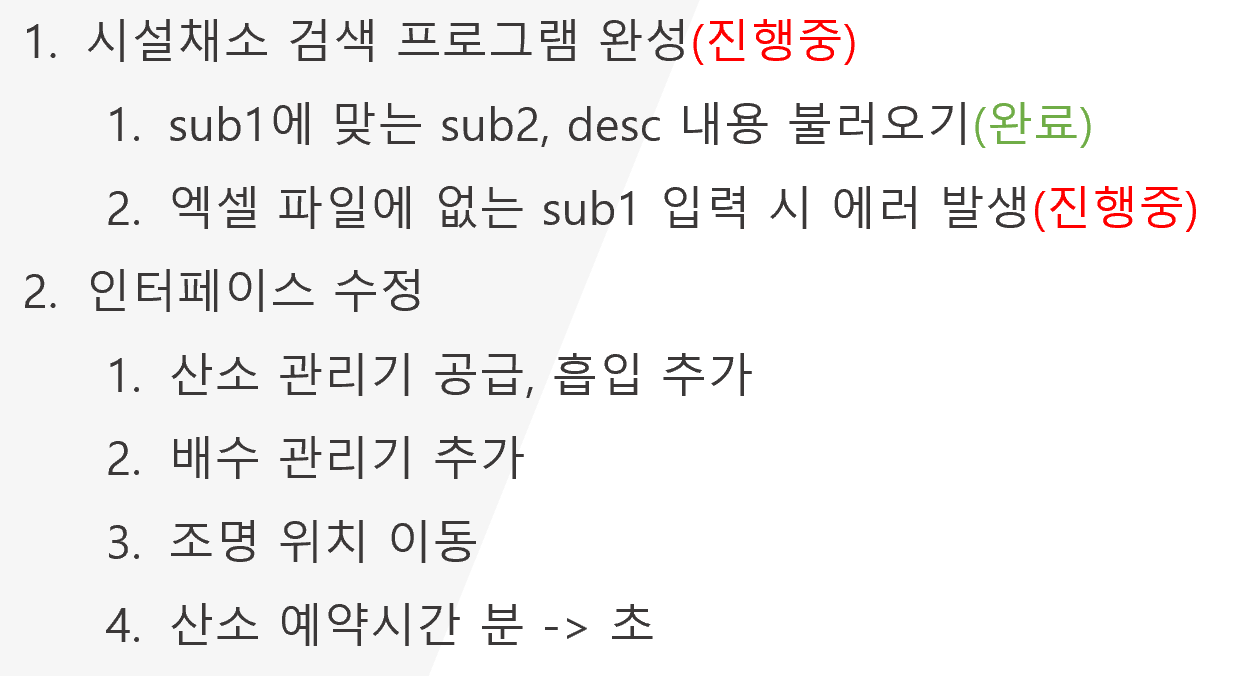 1. 시설채소 검색 프로그램 완성(진행중)
1. sub1에 맞는 sub2, desc 내용 불러오기(완료)
2. 엑셀 파일에 없는 sub1 입력 시 에러 발생(진행중)
2. 인터페이스 수정
1. 산소 관리기 공급, 흡입 추가
2. 배수 관리기 추가
3. 조명 위치 이동
4. 산소 예약시간 분 -> 초